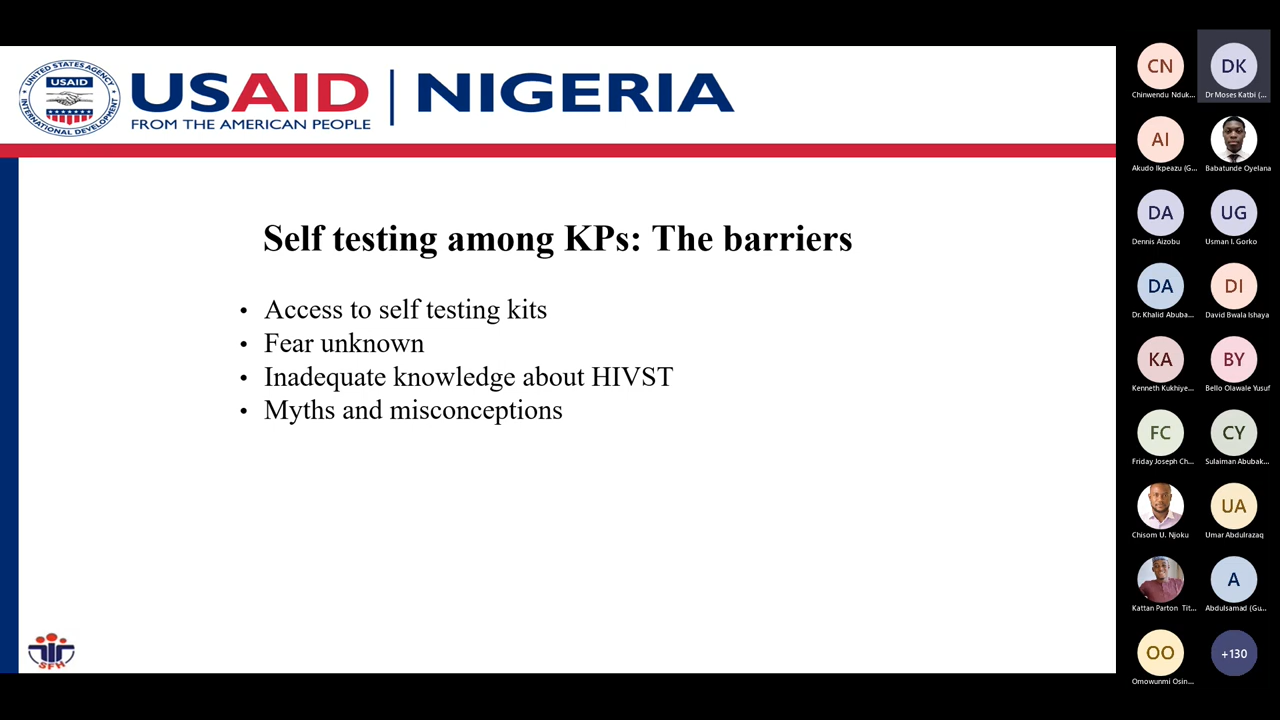 UNITED STATES AGENCY
USAID
INTERNATIONAL DEVELOPMENT
USAID | NIGERIA
FROM THE AMERICAN PEOPLE
Self testing among KPs: The barriers
• Access to self testing kits
• Fear unknown
• Inadequate knowledge about HIVST
• Myths and misconceptions
SFH
CN DK
Chinwendu Nduk... Dr Moses Katbi (...
AI
Akudo Ikpeazu (G... Babatunde Oyelana
DA UG
Dennis Aizobu Usman I. Gorko
DA DI
Dr. Khalid Abuba... David Bwala Ishaya
KA BY
Kenneth Kukhiye... Bello Olawale Yusuf
FC CY
Friday Joseph Ch... Sulaiman Abubak...
UA
Chisom U. Njoku Umar Abdulrazaq
A
Kattan Parton Tit... Abdulsamad (Gu...
OO +130
Omowunmi Osin...